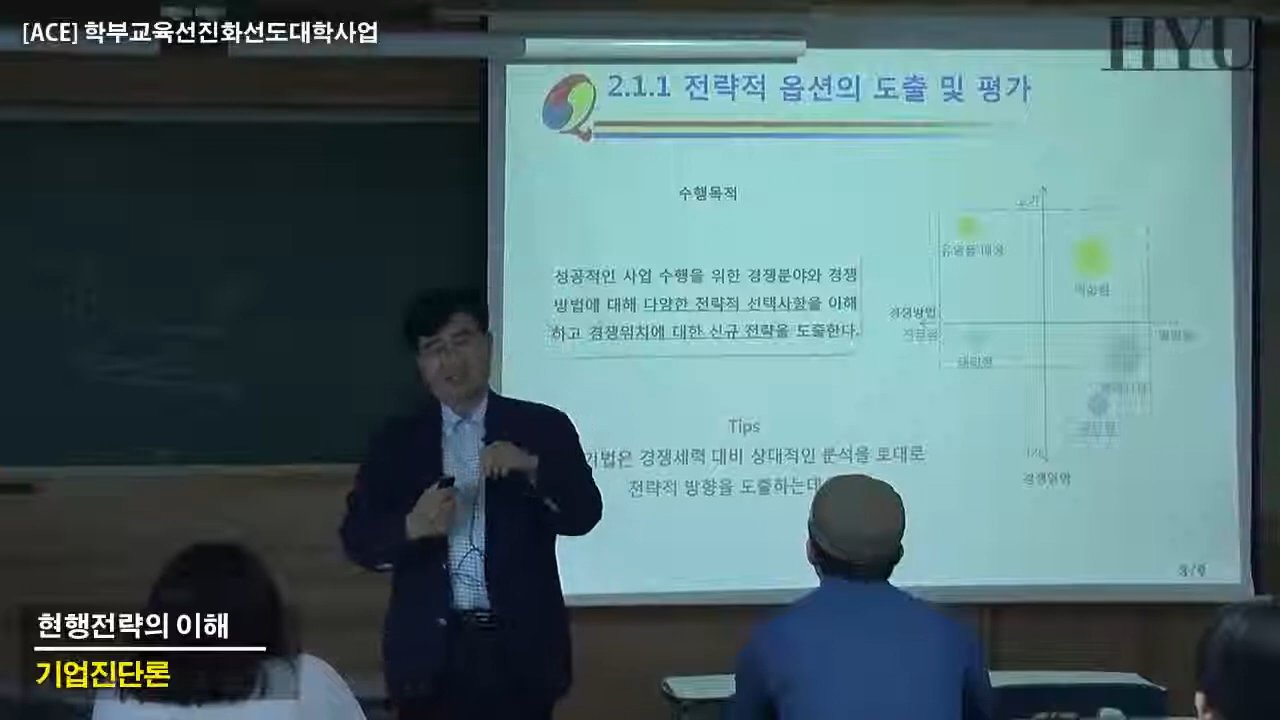 [ACE] 학부교육선진화선도대학사업
HYU
2.1.1 전략적 옵션의 도출 및 평가
수행목적
성공적인 사업 수행을 위한 경쟁분야와 경쟁
방법에 대해 다양한 전략적 선택사항을 이해
하고 경쟁위치에 대한 신규 전략을 도출한다.
경쟁방법
Tips
경쟁세력 대비 상대적인 분석을 토대로
전략적 방향을 도출하는데
경쟁영역
3/9
현행전략의 이해
기업진단론